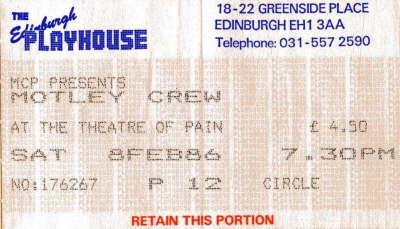 THE
Edinburgh
PLAYHOUSE
18-22 GREENSIDE PLACE
EDINBURGH EH1 3AA
Telephone: 031-557 2590
MCP PRESENTS
MOTLEY CREW
AT THE THEATRE OF PAIN £ 4.50
SAT 8FEB86 7.30PM
NO:176267 P 12 CIRCLE
RETAIN THIS PORTION